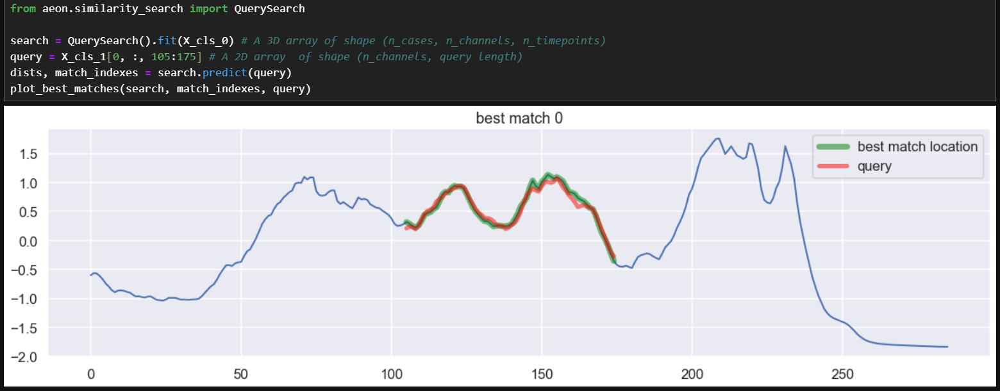 from aeon.similarity_search import QuerySearch
search = QuerySearch().fit(X_cls_0) # A 3D array of shape (n_cases, n_channels, n_timepoints)
query = X_cls_1[0, :, 105:175] # A 2D array  of shape (n_channels, query length)
dists, match_indexes = search.predict(query)
plot_best_matches(search, match_indexes, query)
best match 0
best match location
query
1.5
1.0
0.5
0.0
−0.5
−1.0
−1.5
−2.0
0 50 100 150 200 250